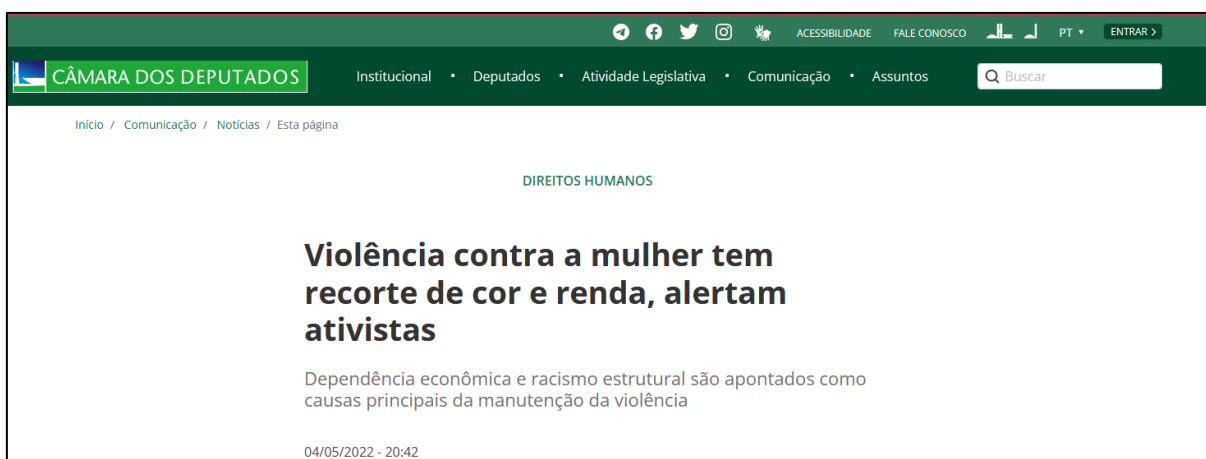 ACESSIBILIDADE FALE CONOSCO PT ENTRAR >
CÂMARA DOS DEPUTADOS Institucional • Deputados • Atividade Legislativa • Comunicação • Assuntos Buscar
Início / Comunicação / Notícias / Esta página
DIREITOS HUMANOS
Violência contra a mulher tem
recorte de cor e renda, alertam
ativistas
Dependência econômica e racismo estrutural são apontados como
causas principais da manutenção da violência
04/05/2022 - 20:42